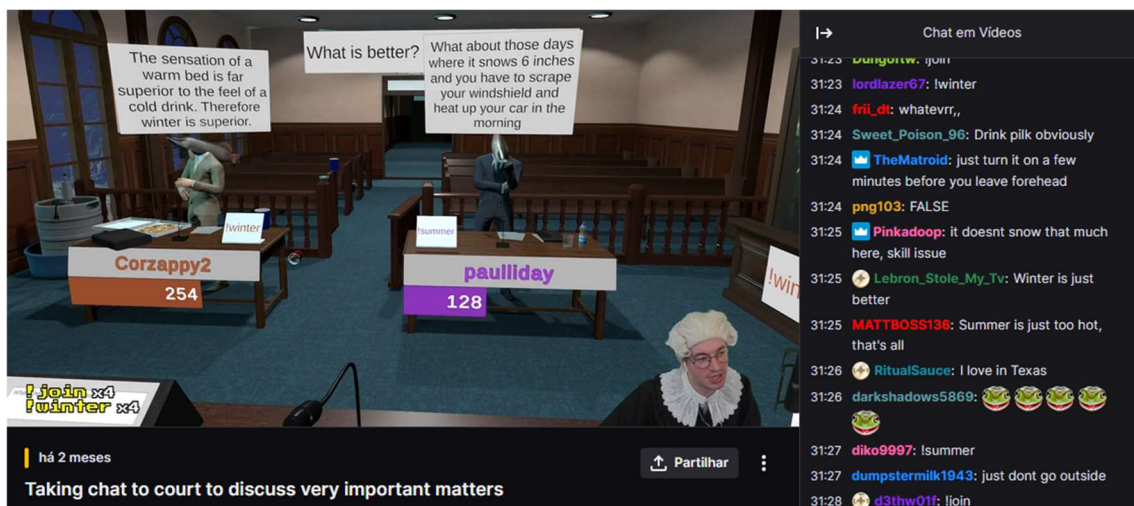 The sensation of a
warm bed is far
superior to the feel of a
cold drink. Therefore
winter is superior.
What is better?
What about those days
where it snows 6 inches
and you have to scrape
your windshield and
heat up your car in the
morning
!winter
Corzappy2
254
!summer
paulliday
128
!win
!join x4
!winter x4
há 2 meses
Partilhar
Taking chat to court to discuss very important matters
Chat em Vídeos
31:23 Dungoftw: !join
31:23 lordlazer67: !winter
31:24 frii_dt: whatevrr,,
31:24 Sweet_Poison_96: Drink pilk obviously
31:24 TheMatroid: just turn it on a few
minutes before you leave forehead
31:24 png103: FALSE
31:25 Pinkadoop: it doesnt snow that much
here, skill issue
31:25 Lebron_Stole_My_Tv: Winter is just
better
31:25 MATTBOSS136: Summer is just too hot,
that's all
31:26 RitualSauce: I love in Texas
31:26 darkshadows5869:
31:27 diko9997: !summer
31:27 dumpstermilk1943: just dont go outside
31:28 d3thw01f: !join